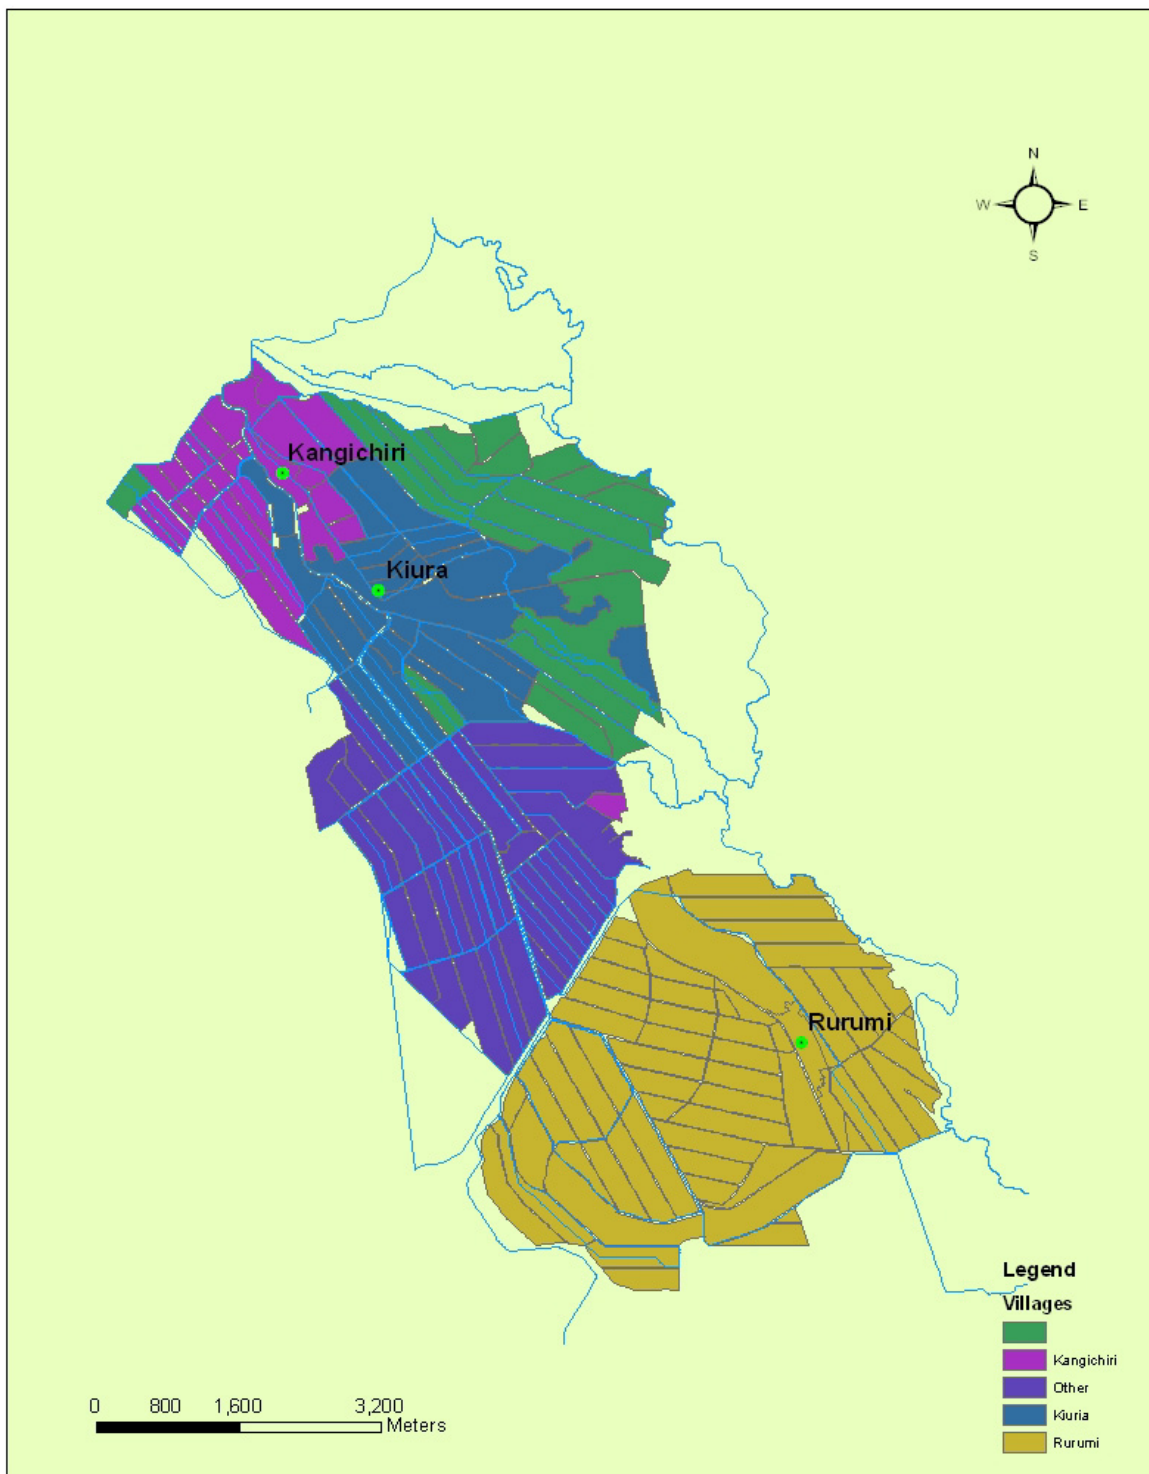 N
W E
S
Kangichiri
Kiura
Rurumi
Legend
Villages
Kangichiri
Other
Kiuria
Rurumi
0 800 1,600 3,200
Meters